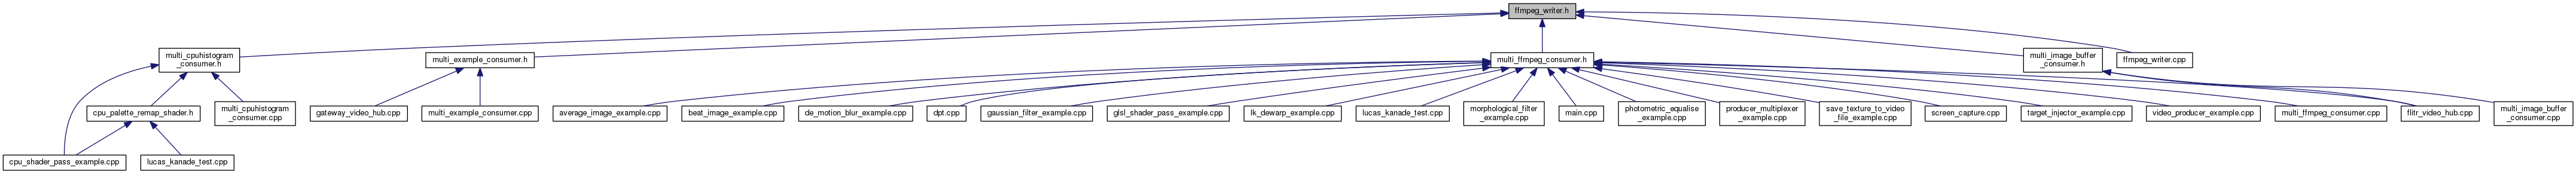 ffmpeg_writer.h
multi_cpuhistogram
_consumer.h
multi_example_consumer.h
multi_ffmpeg_consumer.h
multi_image_buffer
_consumer.h
ffmpeg_writer.cpp
cpu_palette_remap_shader.h
multi_cpuhistogram
_consumer.cpp
gateway_video_hub.cpp
multi_example_consumer.cpp
average_image_example.cpp
beat_image_example.cpp
de_motion_blur_example.cpp
dpt.cpp
gaussian_filter_example.cpp
glsl_shader_pass_example.cpp
lk_dewarp_example.cpp
lucas_kanade_test.cpp
morphological_filter
_example.cpp
main.cpp
photometric_equalise
_example.cpp
producer_multiplexer
_example.cpp
save_texture_to_video
_file_example.cpp
screen_capture.cpp
target_injector_example.cpp
video_producer_example.cpp
multi_ffmpeg_consumer.cpp
flitr_video_hub.cpp
multi_image_buffer
_consumer.cpp
cpu_shader_pass_example.cpp
lucas_kanade_test.cpp